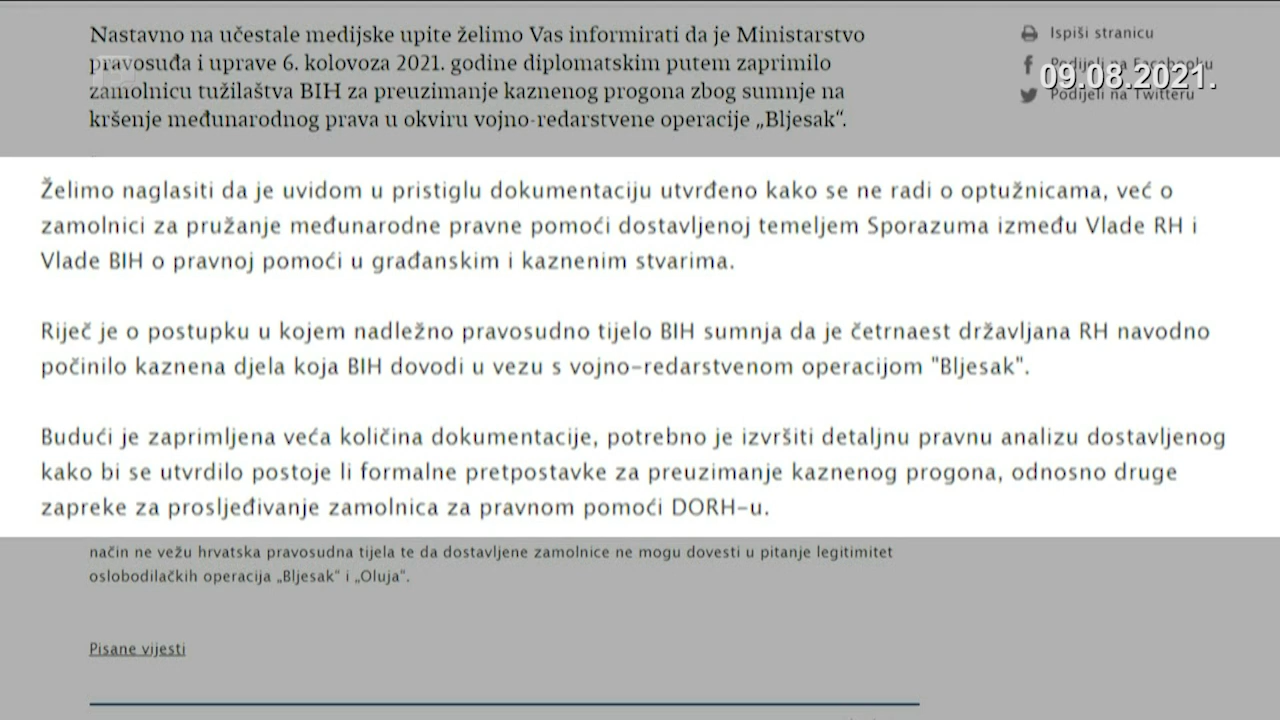 Nastavno na učestale medijske upite želimo Vas informirati da je Ministarstvo
pravosuđa i uprave 6. kolovoza 2021. godine diplomatskim putem zaprimilo
zamolnicu tužilaštva BIH za preuzimanje kaznenog progona zbog sumnje na
kršenje međunarodnog prava u okviru vojno-redarstvene operacije „Bljesak“.
Ispiši stranicu
Podijeli na Facebooku
09.08.2021.
Podijeli na Twitteru
Želimo naglasiti da je uvidom u pristiglu dokumentaciju utvrđeno kako se ne radi o optužnicama, već o
zamolnici za pružanje međunarodne pravne pomoći dostavljenoj temeljem Sporazuma između Vlade RH i
Vlade BIH o pravnoj pomoći u građanskim i kaznenim stvarima.
Riječ je o postupku u kojem nadležno pravosudno tijelo BIH sumnja da je četrnaest državljana RH navodno
počinilo kaznena djela koja BIH dovodi u vezu s vojno-redarstvenom operacijom "Bljesak".
Budući je zaprimljena veća količina dokumentacije, potrebno je izvršiti detaljnu pravnu analizu dostavljenog
kako bi se utvrdilo postoje li formalne pretpostavke za preuzimanje kaznenog progona, odnosno druge
zapreke za prosljeđivanje zamolnica za pravnom pomoći DORH-u.
način ne vežu hrvatska pravosudna tijela te da dostavljene zamolnice ne mogu dovesti u pitanje legitimitet
oslobodilačkih operacija „Bljesak“ i „Oluja“.
Pisane vijesti